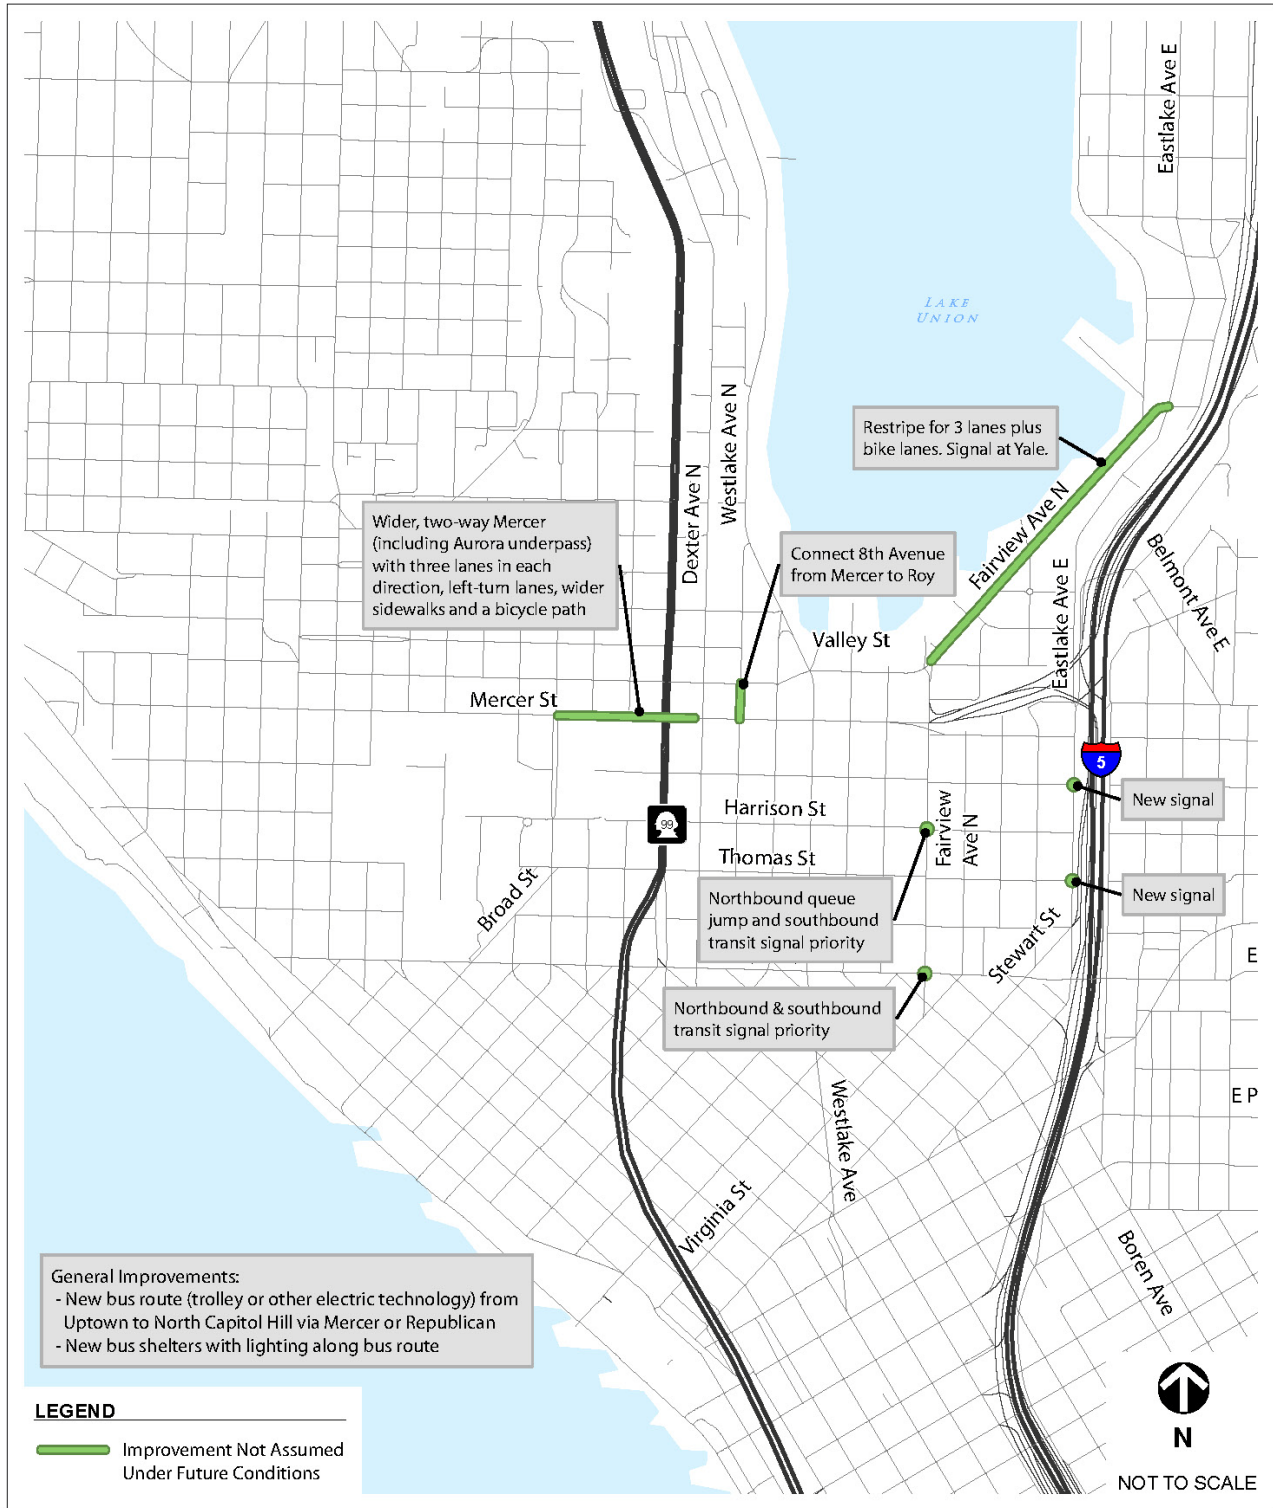 Eastlake Ave E
LAKE
UNION
Restripe for 3 lanes plus
bike lanes. Signal at Yale.
Westlake Ave N
Dexter Ave N
Wider, two-way Mercer
(including Aurora underpass)
with three lanes in each
direction, left-turn lanes, wider
sidewalks and a bicycle path
Connect 8th Avenue
from Mercer to Roy
Fairview Ave N
Belmont Ave E
Eastlake Ave E
Valley St
Mercer St
5
New signal
Harrison St
99
Fairview
Ave N
Thomas St
Broad St
New signal
Northbound queue
jump and southbound
transit signal priority
Stewart St
E
Northbound & southbound
transit signal priority
Westlake Ave
E P
Virginia St
Boren Ave
General Improvements:
- New bus route (trolley or other electric technology) from
Uptown to North Capitol Hill via Mercer or Republican
- New bus shelters with lighting along bus route
LEGEND
Improvement Not Assumed
Under Future Conditions
N
NOT TO SCALE